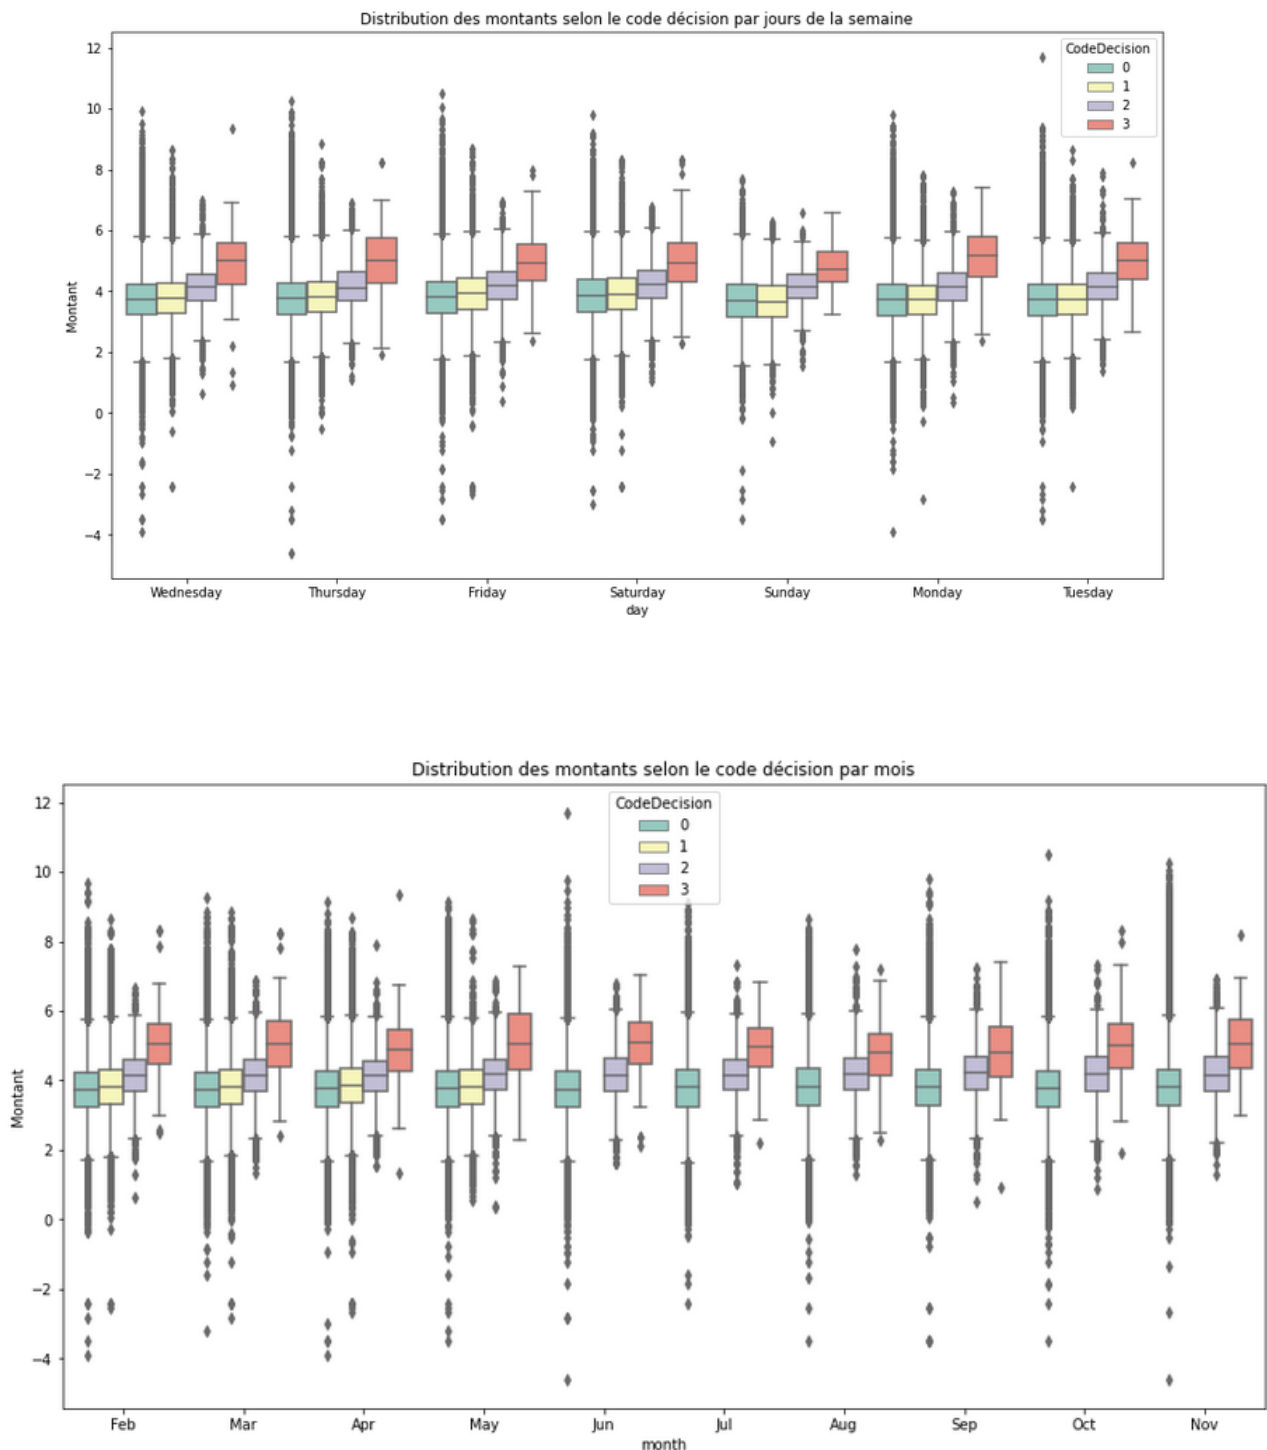 Distribution des montants selon le code décision par jours de la semaine
CodeDecision
0
1
2
3
12
10
8
6
4
2
0
−2
−4
Montant
Wednesday Thursday Friday Saturday Sunday Monday Tuesday
day
Distribution des montants selon le code décision par mois
CodeDecision
0
1
2
3
12
10
8
6
4
2
0
−2
−4
Montant
Feb Mar Apr May Jun Jul Aug Sep Oct Nov
month